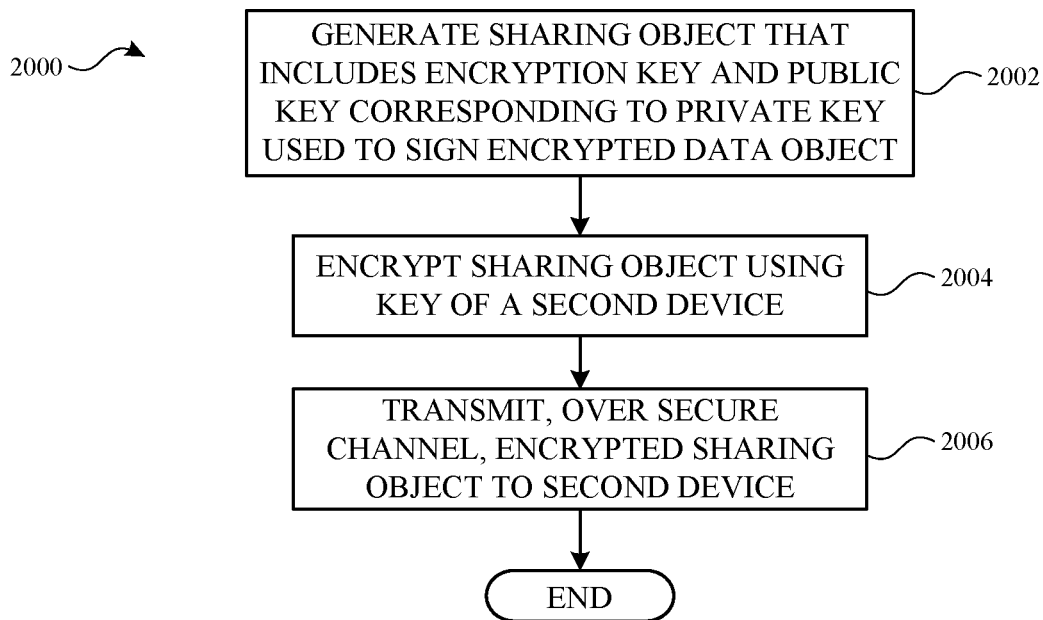 2000
GENERATE SHARING OBJECT THAT
INCLUDES ENCRYPTION KEY AND PUBLIC
KEY CORRESPONDING TO PRIVATE KEY
USED TO SIGN ENCRYPTED DATA OBJECT
2002
ENCRYPT SHARING OBJECT USING
KEY OF A SECOND DEVICE
2004
TRANSMIT, OVER SECURE
CHANNEL, ENCRYPTED SHARING
OBJECT TO SECOND DEVICE
2006
END